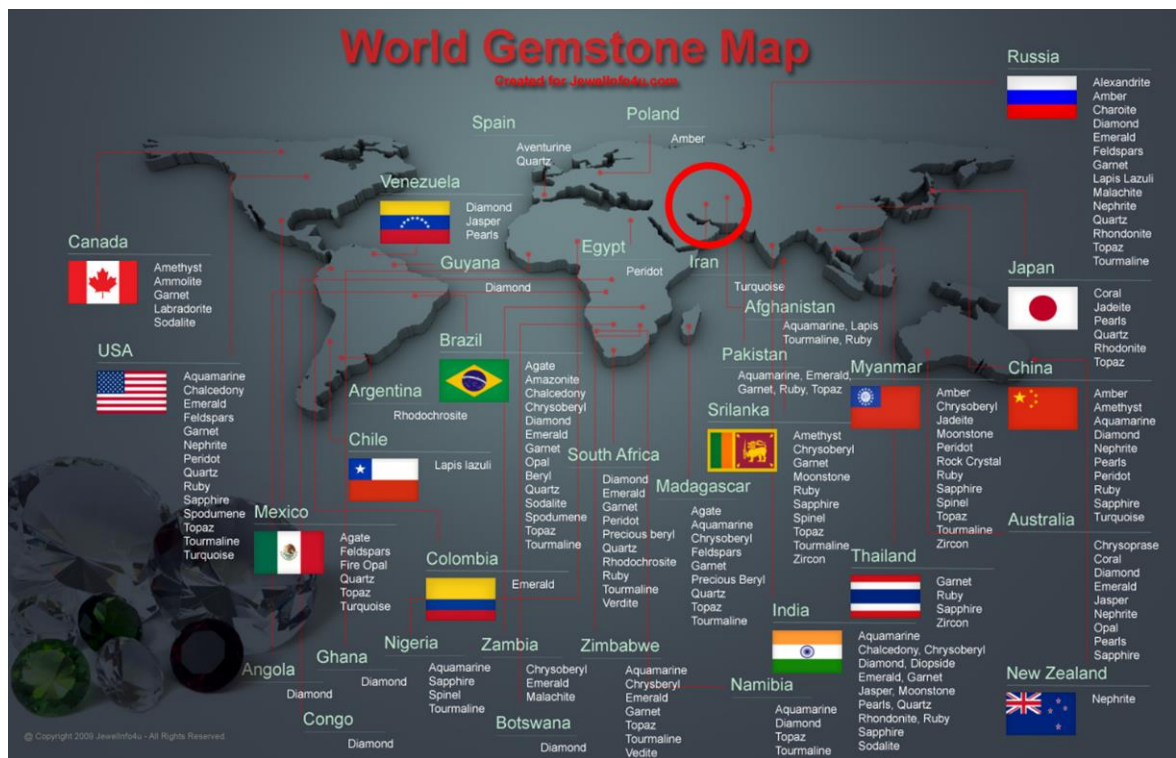 World Gemstone Map
Created for JewelInfo4u.com
Russia
Alexandrite
Amber
Charoite
Diamond
Emerald
Feldspars
Garnet
Lapis Lazuli
Malachite
Nephrite
Quartz
Rhondonite
Topaz
Tourmaline
Poland
Amber
Spain
Aventurine
Quartz
Venezuela
Diamond
Jasper
Pearls
Canada
Amethyst
Ammolite
Garnet
Labradorite
Sodalite
Egypt
Peridot
Guyana
Diamond
Iran
Turquoise
Japan
Coral
Jadeite
Pearls
Quartz
Rhodonite
Topaz
Afghanistan
Aquamarine, Lapis
Tourmaline, Ruby
USA
Aquamarine
Chalcedony
Emerald
Feldspars
Garnet
Nephrite
Peridot
Quartz
Ruby
Sapphire
Spodumene
Topaz
Tourmaline
Turquoise
Brazil
Agate
Amazonite
Chalcedony
Chrysoberyl
Diamond
Emerald
Garnet
Opal
Beryl
Quartz
Sodalite
Spodumene
Topaz
Tourmaline
Pakistan
Aquamarine, Emerald,
Garnet, Ruby, Topaz
Myanmar
Amber
Chrysoberyl
Jadeite
Moonstone
Peridot
Rock Crystal
Ruby
Sapphire
Spinel
Topaz
Tourmaline
Zircon
China
Amber
Amethyst
Aquamarine
Diamond
Nephrite
Pearls
Peridot
Ruby
Sapphire
Turquoise
Argentina
Rhodochrosite
Srilanka
Amethyst
Chrysoberyl
Garnet
Moonstone
Ruby
Sapphire
Spinel
Topaz
Tourmaline
Zircon
Chile
Lapis lazuli
South Africa
Diamond
Emerald
Garnet
Peridot
Precious beryl
Quartz
Rhodochrosite
Ruby
Tourmaline
Verdite
Madagascar
Agate
Aquamarine
Chrysoberyl
Feldspars
Garnet
Precious Beryl
Quartz
Topaz
Tourmaline
Mexico
Agate
Feldspars
Fire Opal
Quartz
Topaz
Turquoise
Australia
Chrysoprase
Coral
Diamond
Emerald
Jasper
Nephrite
Opal
Pearls
Sapphire
Colombia
Emerald
Thailand
Garnet
Ruby
Sapphire
Zircon
India
Aquamarine
Chalcedony, Chrysoberyl
Diamond, Diopside
Emerald, Garnet
Jasper, Moonstone
Pearls, Quartz
Rhondonite, Ruby
Sapphire
Sodalite
Angola
Diamond
Ghana
Diamond
Nigeria
Aquamarine
Sapphire
Spinel
Tourmaline
Zambia
Chrysoberyl
Emerald
Malachite
Zimbabwe
Aquamarine
Chrysberyl
Emerald
Garnet
Topaz
Tourmaline
Vedite
Namibia
Aquamarine
Diamond
Topaz
Tourmaline
New Zealand
Nephrite
Congo
Diamond
Botswana
Diamond
@ Copyright 2009 JewelInfo4u - All Rights Reserved.